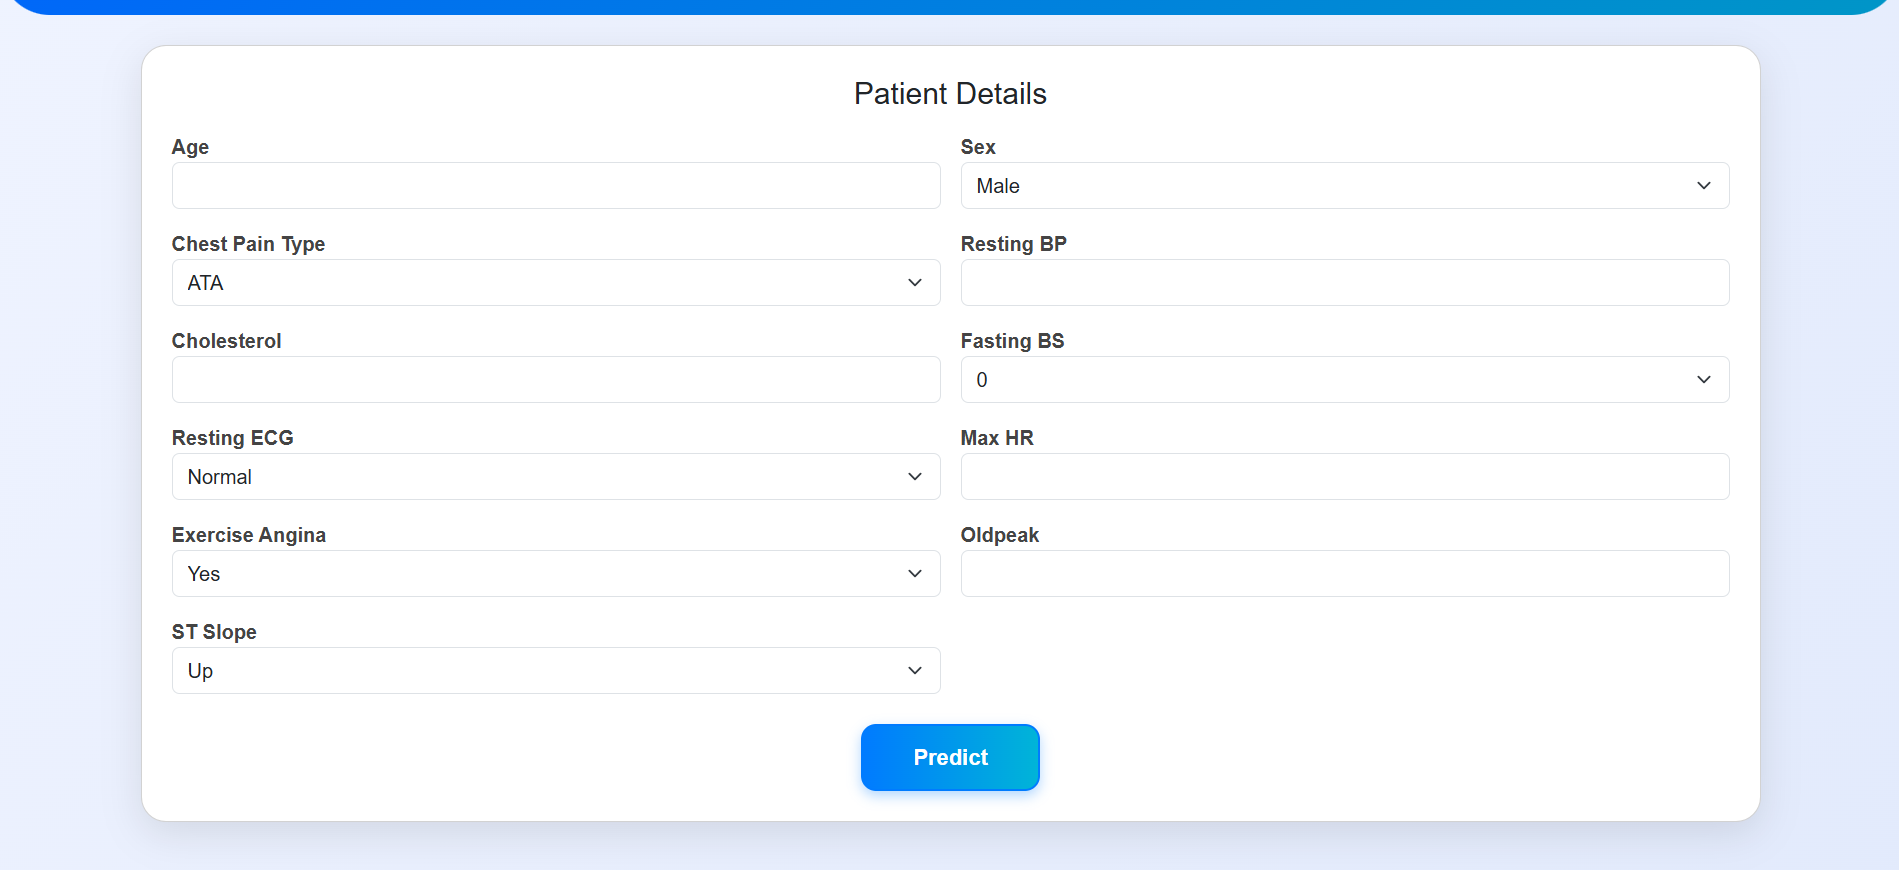 Patient Details
Age
Sex
Male
Chest Pain Type
ATA
Resting BP
Cholesterol
Fasting BS
0
Resting ECG
Normal
Max HR
Exercise Angina
Yes
Oldpeak
ST Slope
Up
Predict